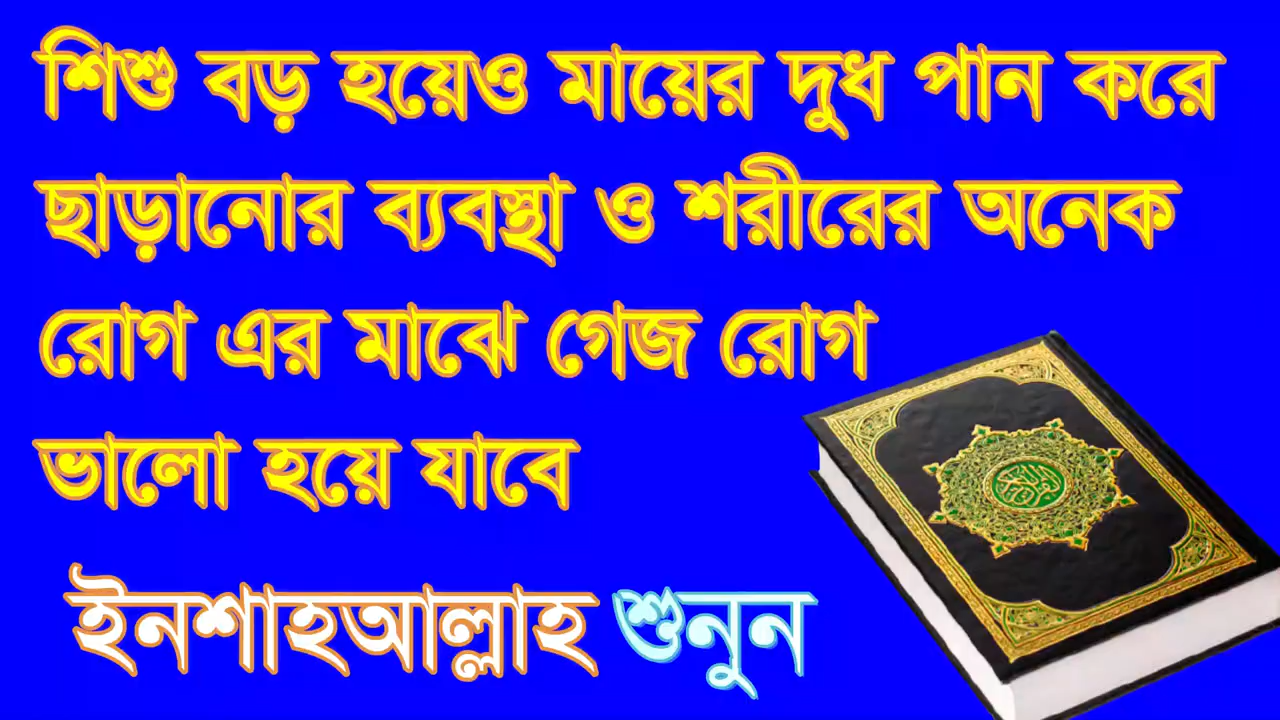 শিশু বড় হয়েও মায়ের দুধ পান করে
ছাড়ানোর ব্যবস্থা ও শরীরের অনেক
রোগ এর মাঝে গেজ রোগ
ভালো হয়ে যাবে
ইনশাহআল্লাহ শুনুন